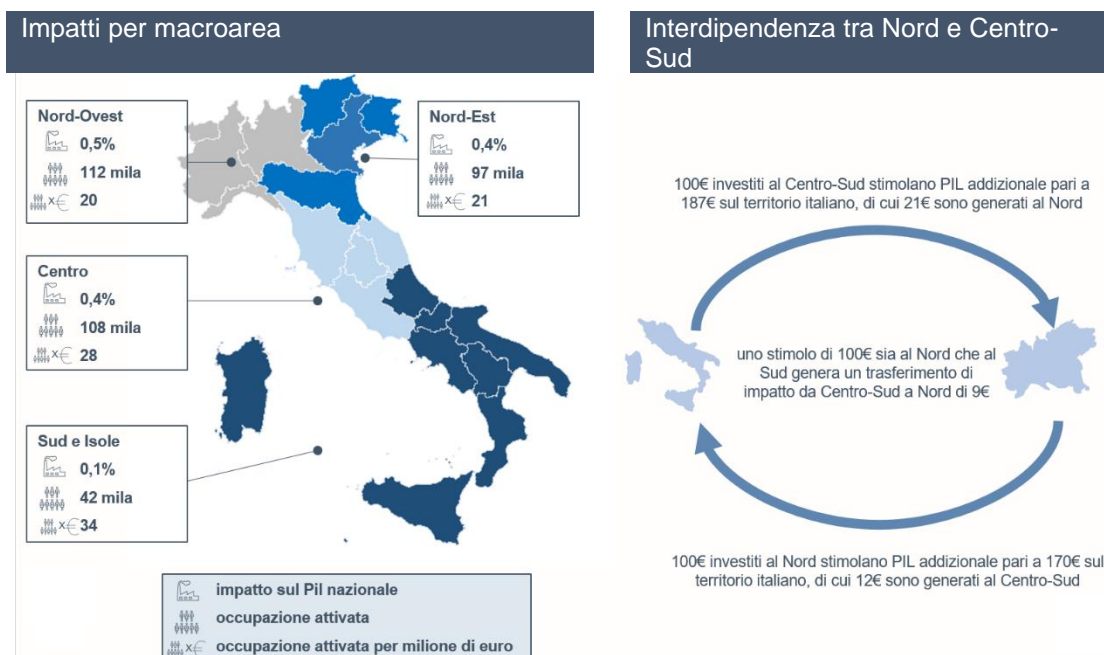 Impatti per macroarea
Nord-Ovest
0,5%
112 mila
x€ 20
Nord-Est
0,4%
97 mila
x€ 21
Centro
0,4%
108 mila
x€ 28
Sud e Isole
0,1%
42 mila
x€ 34
impatto sul Pil nazionale
occupazione attivata
x€ occupazione attivata per milione di euro
Interdipendenza tra Nord e Centro-
Sud
100€ investiti al Centro-Sud stimolano PIL addizionale pari a
187€ sul territorio italiano, di cui 21€ sono generati al Nord
uno stimolo di 100€ sia al Nord che al
Sud genera un trasferimento di
impatto da Centro-Sud a Nord di 9€
100€ investiti al Nord stimolano PIL addizionale pari a 170€ sul
territorio italiano, di cui 12€ sono generati al Centro-Sud